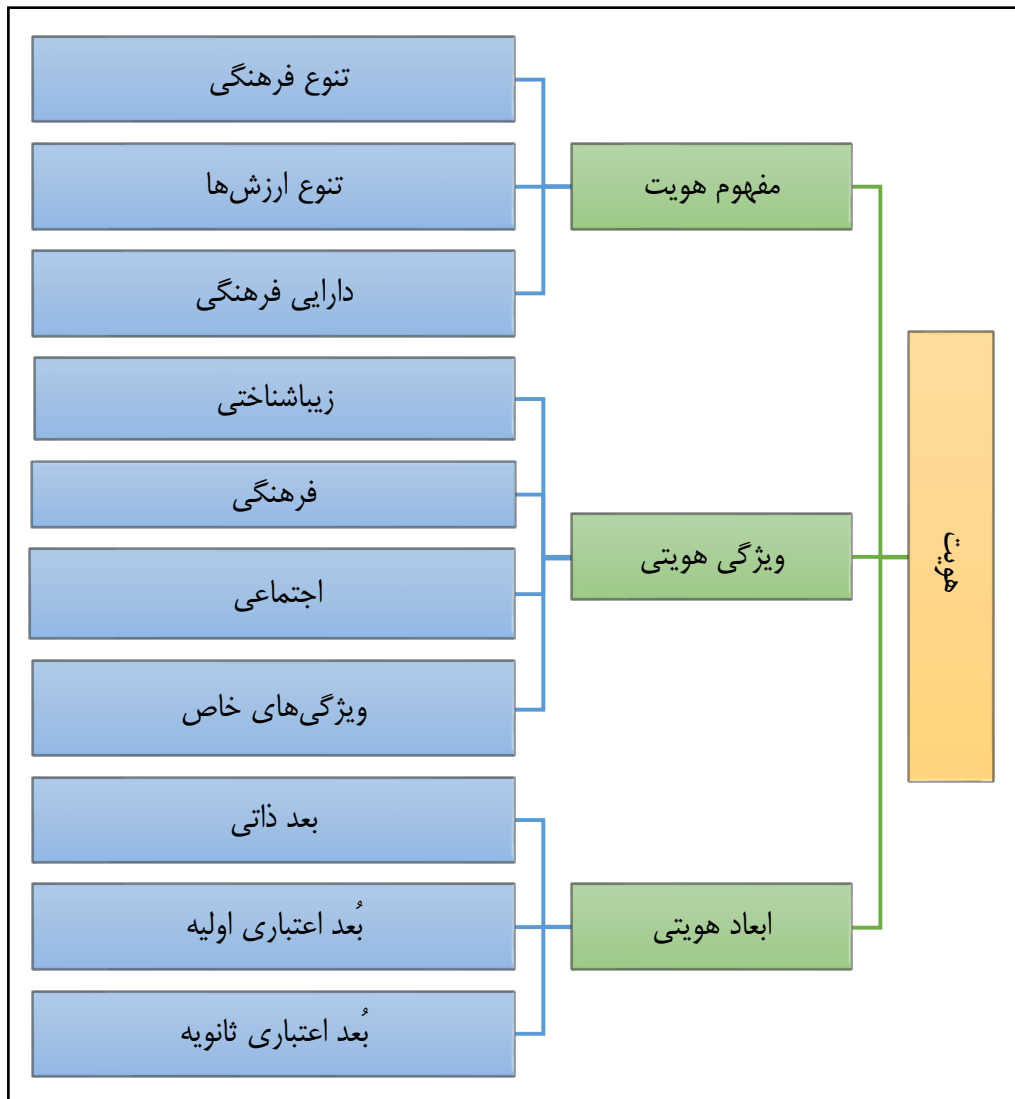 هویت
مفهوم هویت
تنوع فرهنگی
تنوع ارزش‌ها
دارایی فرهنگی
ویژگی هویتی
زیباشناختی
فرهنگی
اجتماعی
ویژگی‌های خاص
ابعاد هویتی
بعد ذاتی
بُعد اعتباری اولیه
بُعد اعتباری ثانویه